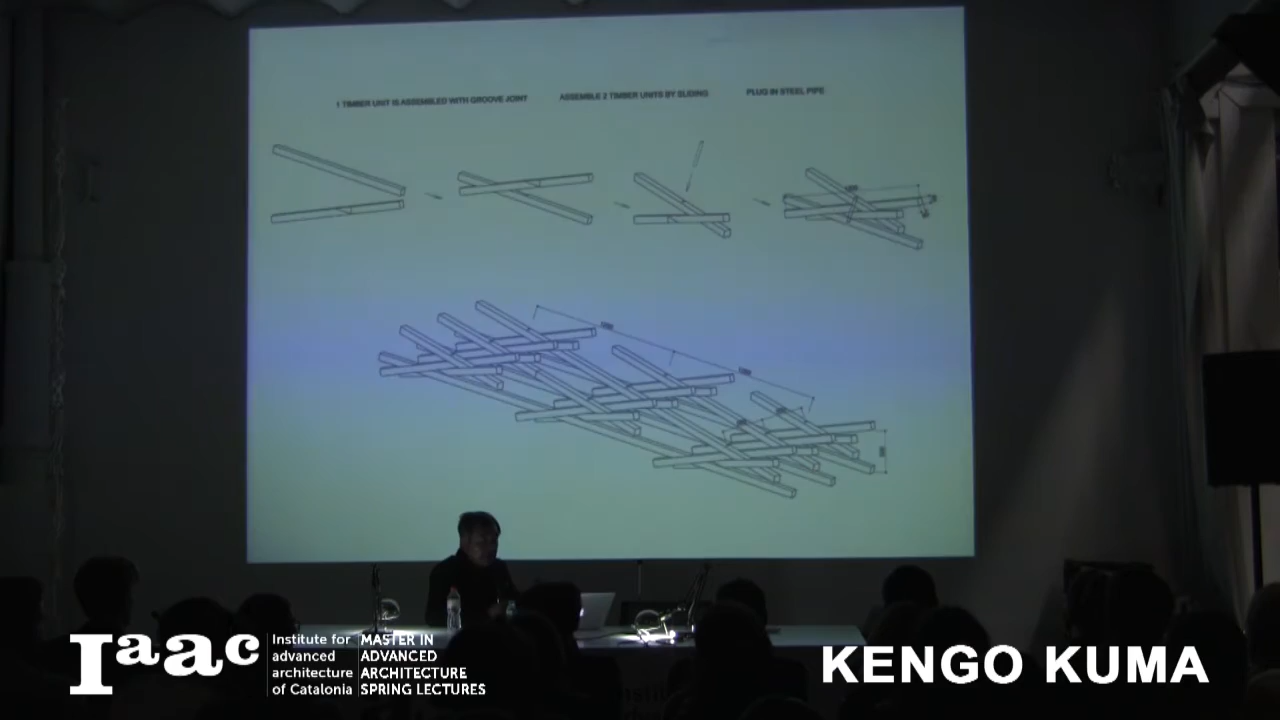 1 TIMBER UNIT IS ASSEMBLED WITH GROOVE JOINT
ASSEMBLE 2 TIMBER UNITS BY SLIDING
PLUG IN STEEL PIPE
Iaac
Institute for
advanced
architecture
of Catalonia
MASTER IN
ADVANCED
ARCHITECTURE
SPRING LECTURES
KENGO KUMA